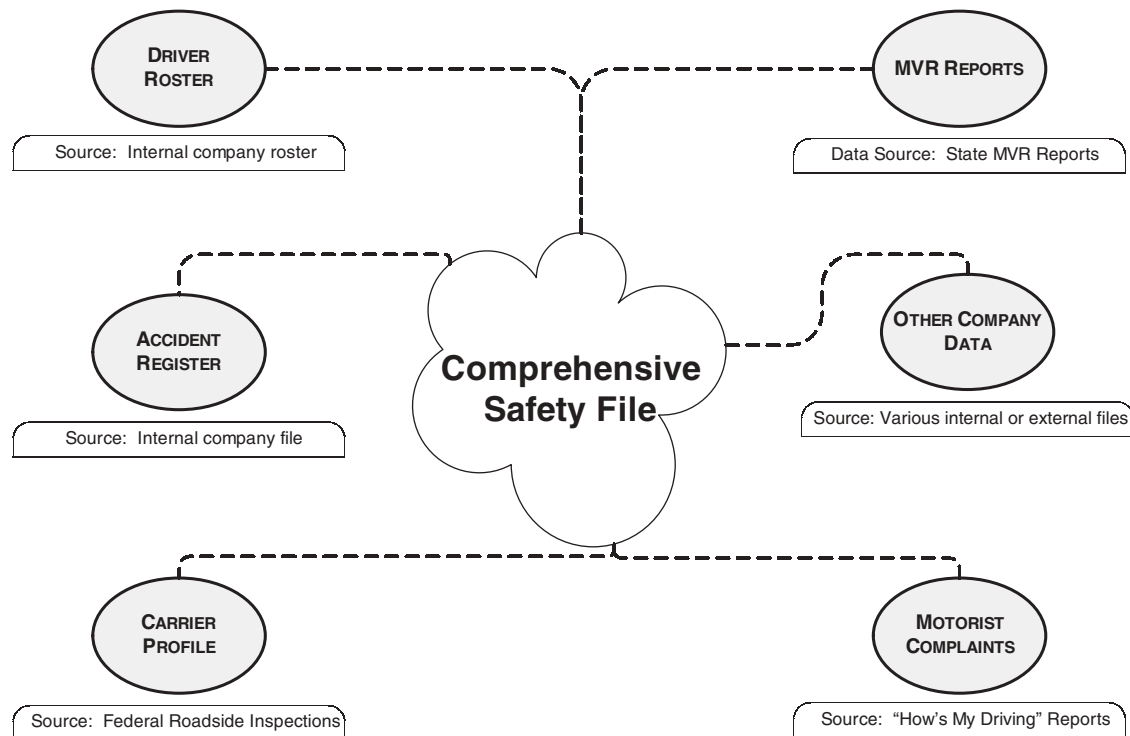 DRIVER
ROSTER
Source: Internal company roster
MVR REPORTS
Data Source: State MVR Reports
ACCIDENT
REGISTER
Source: Internal company file
Comprehensive
Safety File
OTHER COMPANY
DATA
Source: Various internal or external files
CARRIER
PROFILE
Source: Federal Roadside Inspections
MOTORIST
COMPLAINTS
Source: “How's My Driving” Reports